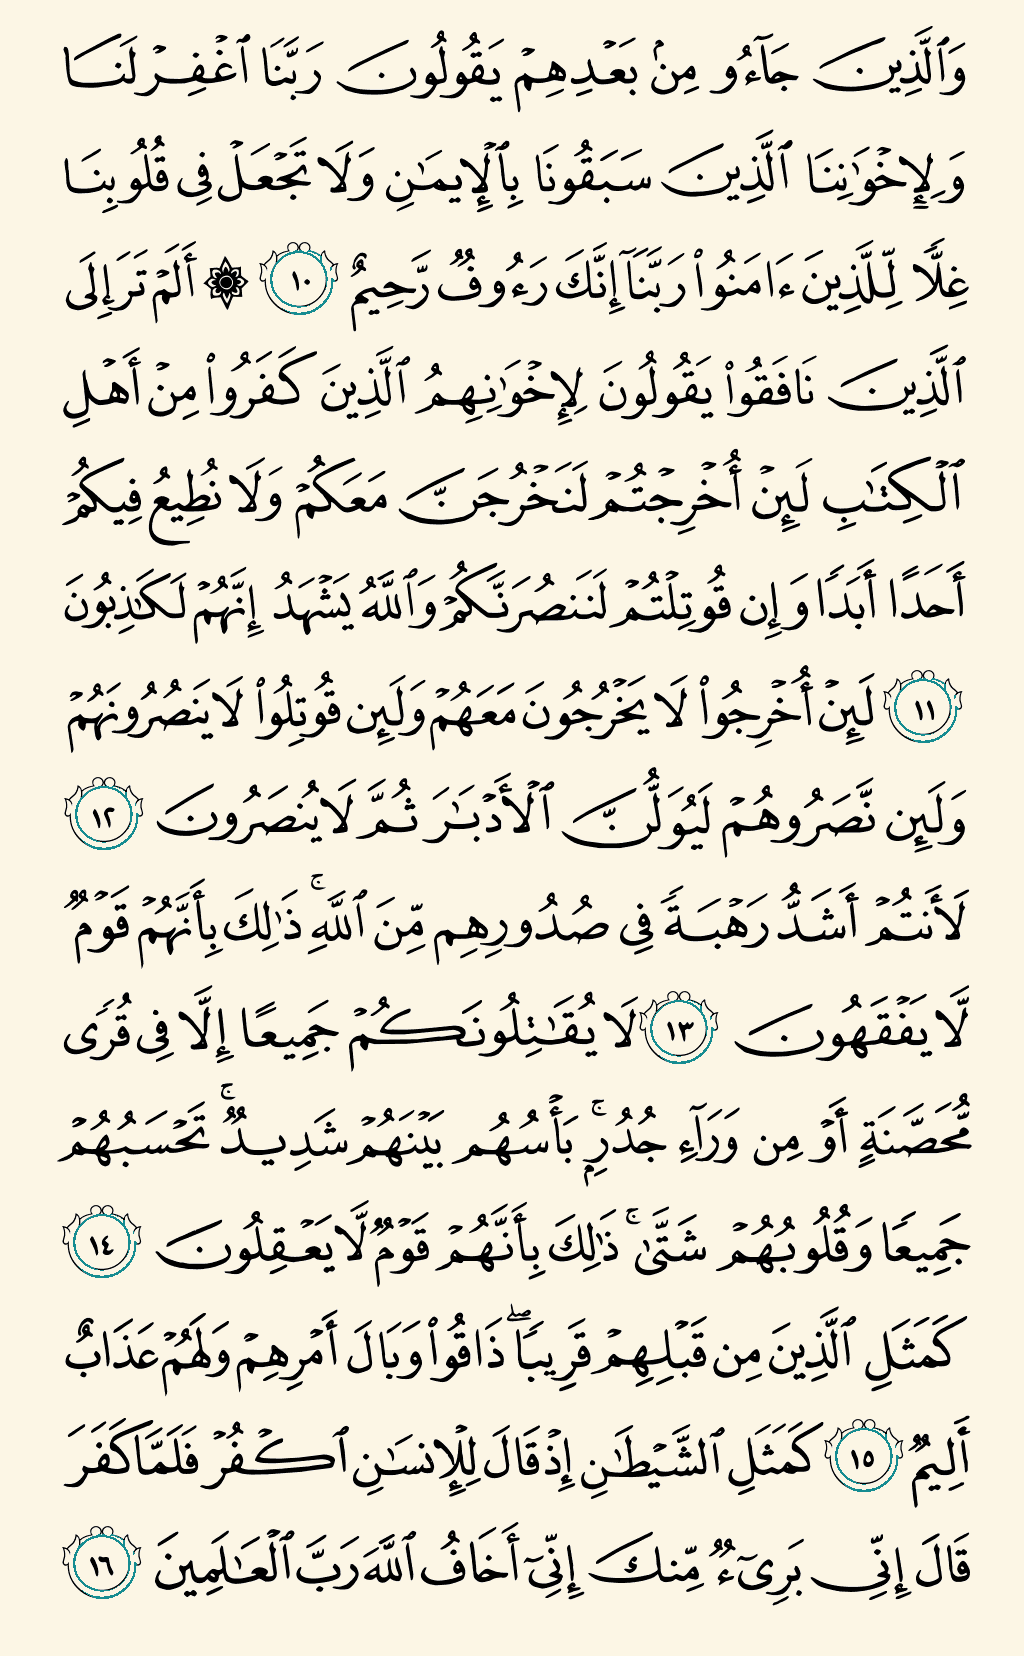 وَٱلَّذِينَ جَآءُو مِنۢ بَعْدِهِمْ يَقُولُونَ رَبَّنَا ٱغْفِرْ لَنَا
وَلِإِخْوَٰنِنَا ٱلَّذِينَ سَبَقُونَا بِٱلْإِيمَـٰنِ وَلَا تَجْعَلْ فِى قُلُوبِنَا
غِلًّا لِّلَّذِينَ ءَامَنُوا۟ رَبَّنَآ إِنَّكَ رَءُوفٌ رَّحِيمٌ ١٠ ۞ أَلَمْ تَرَ إِلَى
ٱلَّذِينَ نَافَقُوا۟ يَقُولُونَ لِإِخْوَٰنِهِمُ ٱلَّذِينَ كَفَرُوا۟ مِنْ أَهْلِ
ٱلْكِتَـٰبِ لَئِنْ أُخْرِجْتُمْ لَنَخْرُجَنَّ مَعَكُمْ وَلَا نُطِيعُ فِيكُمْ
أَحَدًا أَبَدًا وَإِن قُوتِلْتُمْ لَنَنصُرَنَّكُمْ وَٱللَّهُ يَشْهَدُ إِنَّهُمْ لَكَـٰذِبُونَ
١١ لَئِنْ أُخْرِجُوا۟ لَا يَخْرُجُونَ مَعَهُمْ وَلَئِن قُوتِلُوا۟ لَا يَنصُرُونَهُمْ
وَلَئِن نَّصَرُوهُمْ لَيُوَلُّنَّ ٱلْأَدْبَـٰرَ ثُمَّ لَا يُنصَرُونَ ١٢
لَأَنتُمْ أَشَدُّ رَهْبَةً فِى صُدُورِهِم مِّنَ ٱللَّهِ ۚ ذَٰلِكَ بِأَنَّهُمْ قَوْمٌ
لَّا يَفْقَهُونَ ١٣ لَا يُقَـٰتِلُونَكُمْ جَمِيعًا إِلَّا فِى قُرًى
مُّحَصَّنَةٍ أَوْ مِن وَرَآءِ جُدُرٍۭ ۚ بَأْسُهُم بَيْنَهُمْ شَدِيدٌ ۚ تَحْسَبُهُمْ
جَمِيعًا وَقُلُوبُهُمْ شَتَّىٰ ۚ ذَٰلِكَ بِأَنَّهُمْ قَوْمٌ لَّا يَعْقِلُونَ ١٤
كَمَثَلِ ٱلَّذِينَ مِن قَبْلِهِمْ قَرِيبًا ۖ ذَاقُوا۟ وَبَالَ أَمْرِهِمْ وَلَهُمْ عَذَابٌ
أَلِيمٌ ١٥ كَمَثَلِ ٱلشَّيْطَـٰنِ إِذْ قَالَ لِلْإِنسَـٰنِ ٱكْفُرْ فَلَمَّا كَفَرَ
قَالَ إِنِّى بَرِىٓءٌ مِّنكَ إِنِّىٓ أَخَافُ ٱللَّهَ رَبَّ ٱلْعَـٰلَمِينَ ١٦